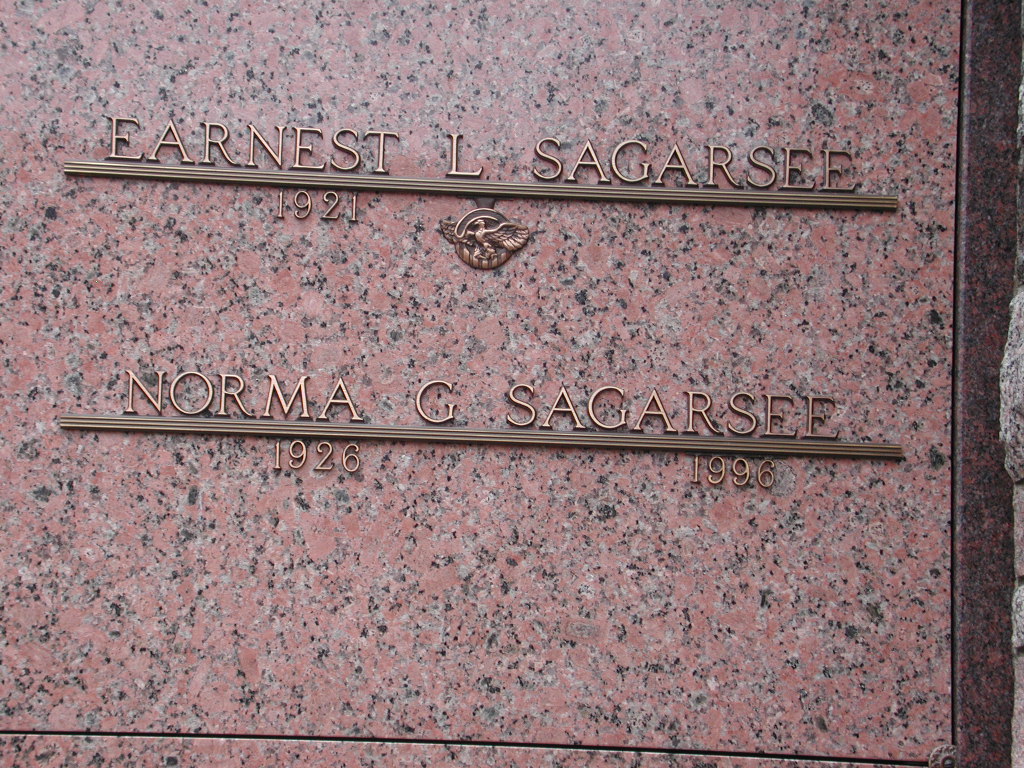 EARNEST L SAGARSEE
1921
NORMA G SAGARSEE
1926 1996